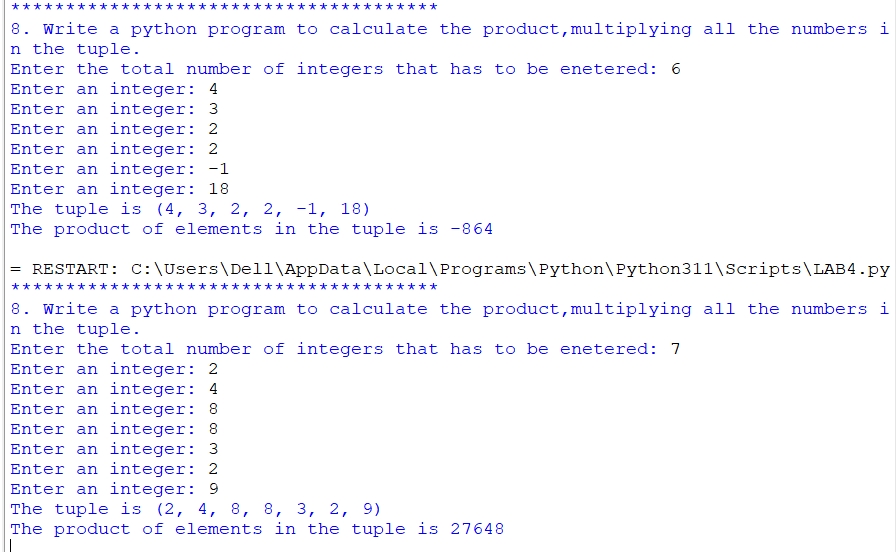 ***************************************
8. Write a python program to calculate the product,multiplying all the numbers i
n the tuple.
Enter the total number of integers that has to be enetered: 6
Enter an integer: 4
Enter an integer: 3
Enter an integer: 2
Enter an integer: 2
Enter an integer: -1
Enter an integer: 18
The tuple is (4, 3, 2, 2, -1, 18)
The product of elements in the tuple is -864
= RESTART: C:\Users\Dell\AppData\Local\Programs\Python\Python311\Scripts\LAB4.py
***************************************
8. Write a python program to calculate the product,multiplying all the numbers i
n the tuple.
Enter the total number of integers that has to be enetered: 7
Enter an integer: 2
Enter an integer: 4
Enter an integer: 8
Enter an integer: 8
Enter an integer: 3
Enter an integer: 2
Enter an integer: 9
The tuple is (2, 4, 8, 8, 3, 2, 9)
The product of elements in the tuple is 27648